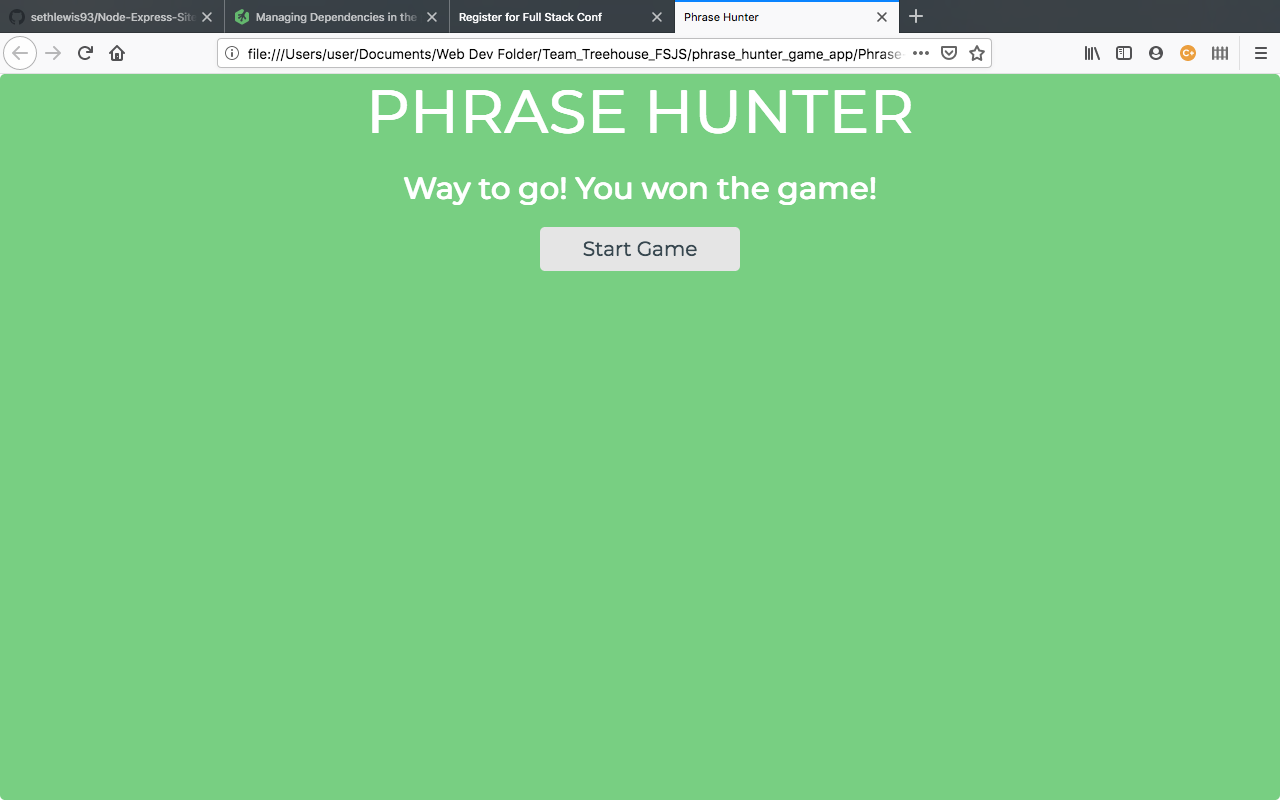 sethlewis93/Node-Express-Sit
Managing Dependencies in the
Register for Full Stack Conf
Phrase Hunter
file:///Users/user/Documents/Web Dev Folder/Team_Treehouse_FSJS/phrase_hunter_game_app/Phrase-
C+
PHRASE HUNTER
Way to go! You won the game!
Start Game